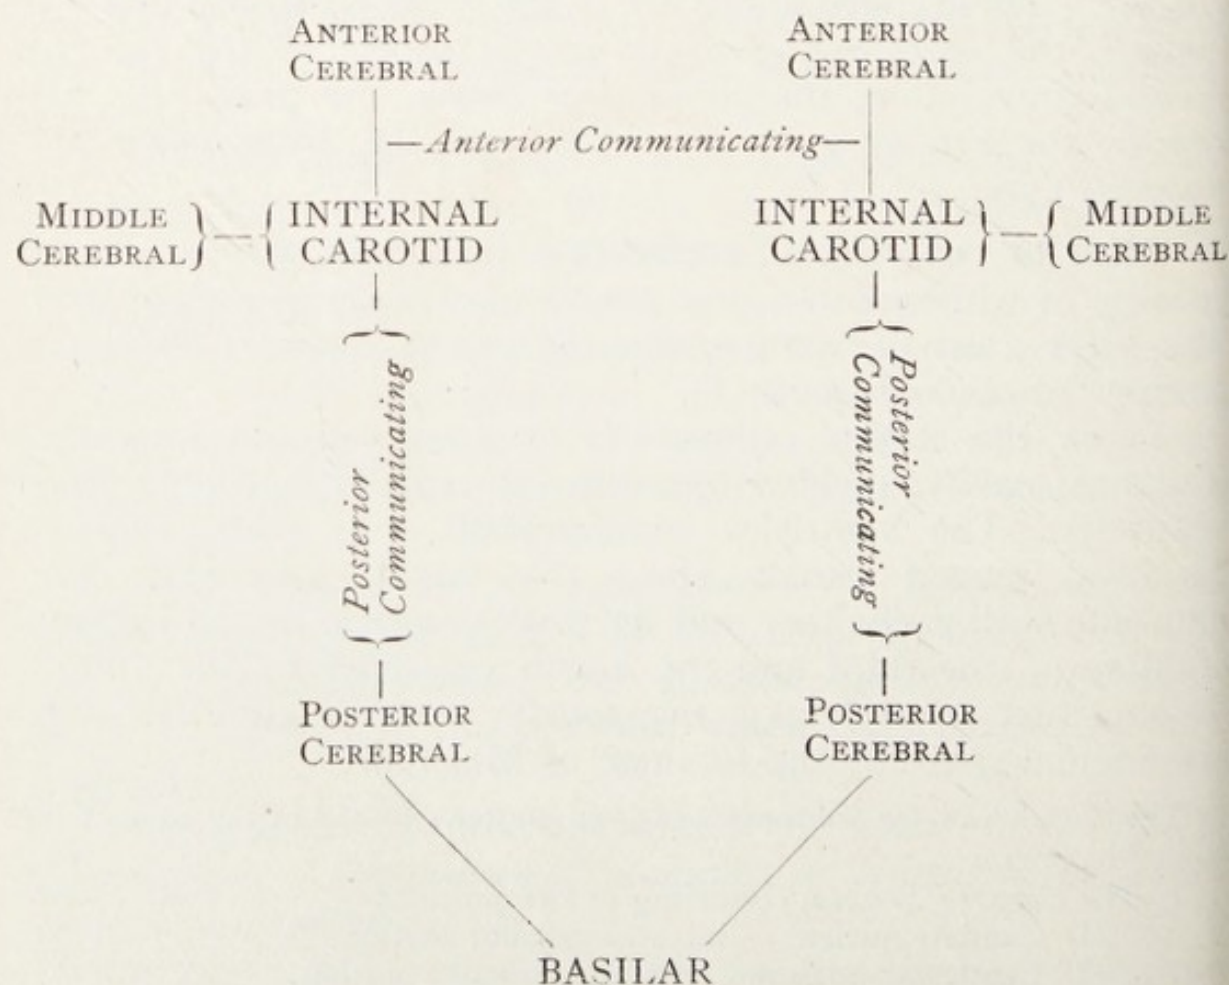 ANTERIOR
CEREBRAL
ANTERIOR
CEREBRAL
—Anterior Communicating—
MIDDLE
CEREBRAL
INTERNAL
CAROTID
INTERNAL
CAROTID
MIDDLE
CEREBRAL
Posterior
Communicating
Posterior
Communicating
POSTERIOR
CEREBRAL
POSTERIOR
CEREBRAL
BASILAR